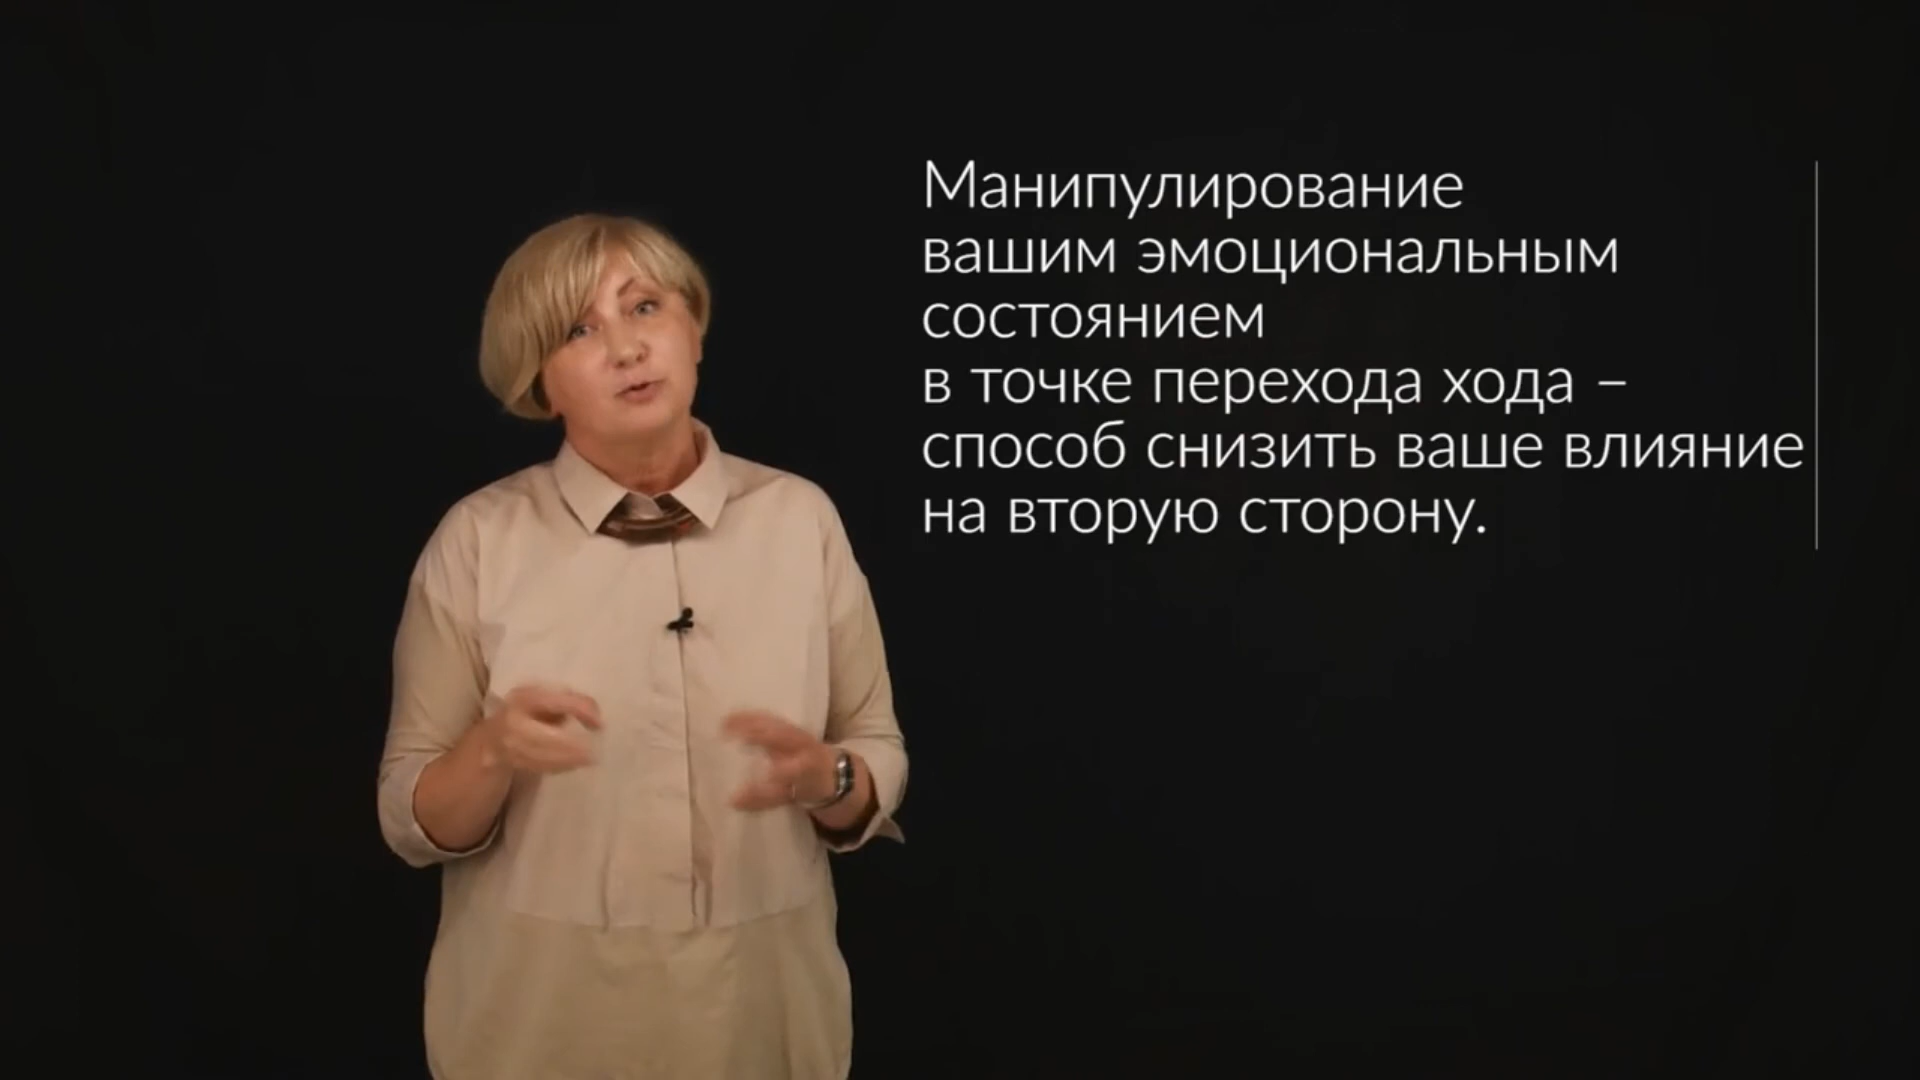 Манипулирование
вашим эмоциональным
состоянием
в точке перехода хода –
способ снизить ваше влияние
на вторую сторону.